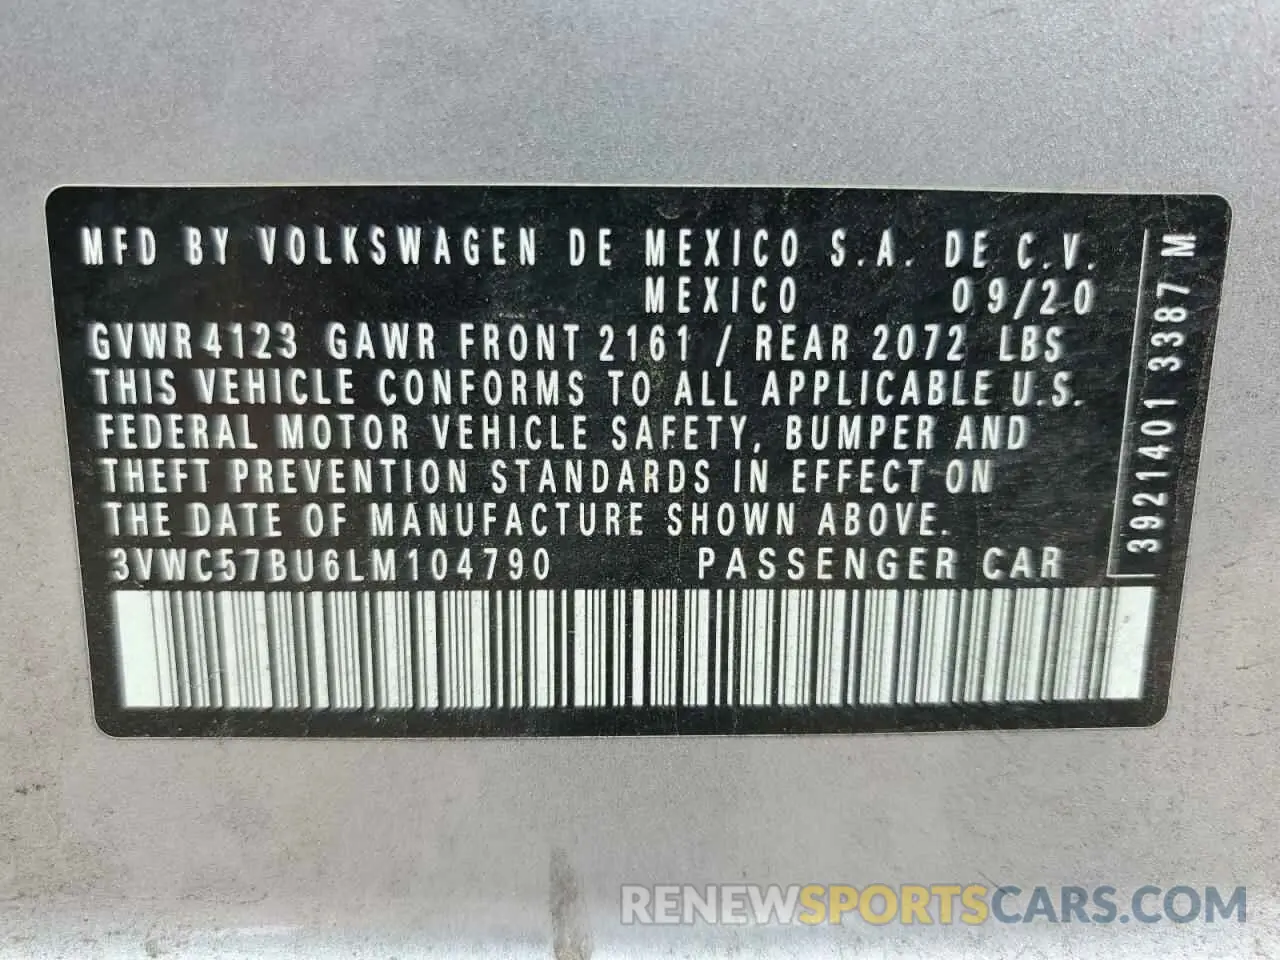 MFD BY VOLKSWAGEN DE MEXICO S.A. DE C.V.
MEXICO 09/20
GVWR 4123 GAWR FRONT 2161 / REAR 2072 LBS
THIS VEHICLE CONFORMS TO ALL APPLICABLE U.S.
FEDERAL MOTOR VEHICLE SAFETY, BUMPER AND
THEFT PREVENTION STANDARDS IN EFFECT ON
THE DATE OF MANUFACTURE SHOWN ABOVE.
3VWC57BU6LM104790 PASSENGER CAR
3921401 3387 M
RENEWSPORTSCARS.COM